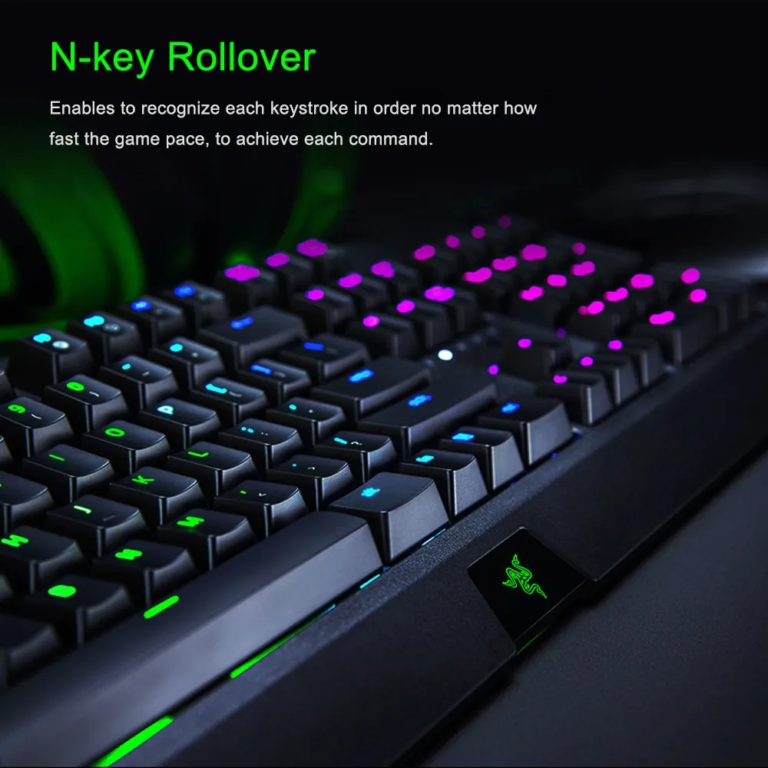 N-key Rollover
Enables to recognize each keystroke in order no matter how
fast the game pace, to achieve each command.